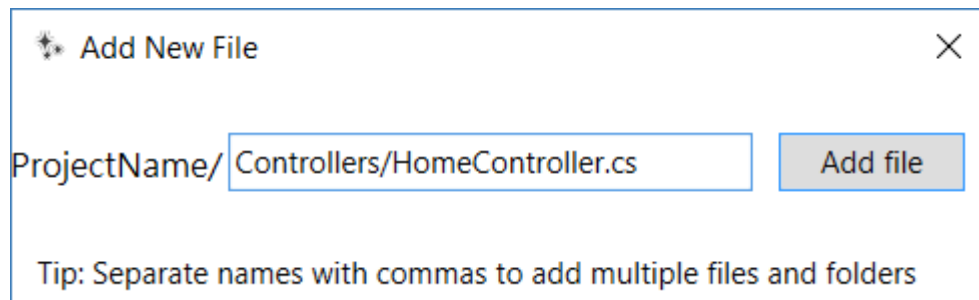 Add New File
ProjectName/ Controllers/HomeController.cs Add file
Tip: Separate names with commas to add multiple files and folders